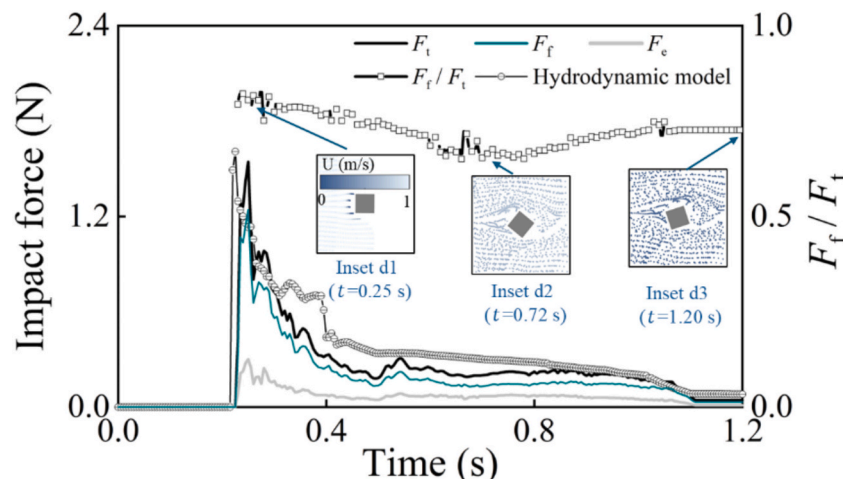 2.4
1.2
0.0
Impact force (N)
F_t
F_f
F_e
F_f / F_t
Hydrodynamic model
1.0
0.5
0.0
F_f / F_t
U (m/s)
0 1
Inset d1
(t=0.25 s)
Inset d2
(t=0.72 s)
Inset d3
(t=1.20 s)
0.0 0.4 0.8 1.2
Time (s)